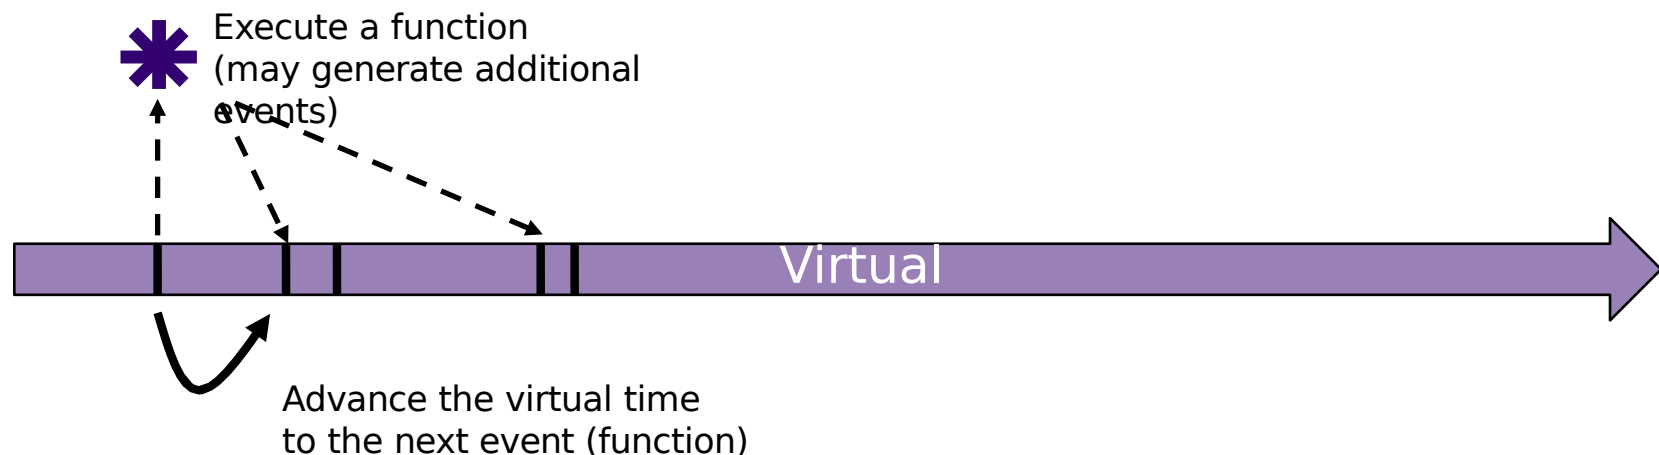 Execute a function
(may generate additional
events)
Virtual
Advance the virtual time
to the next event (function)